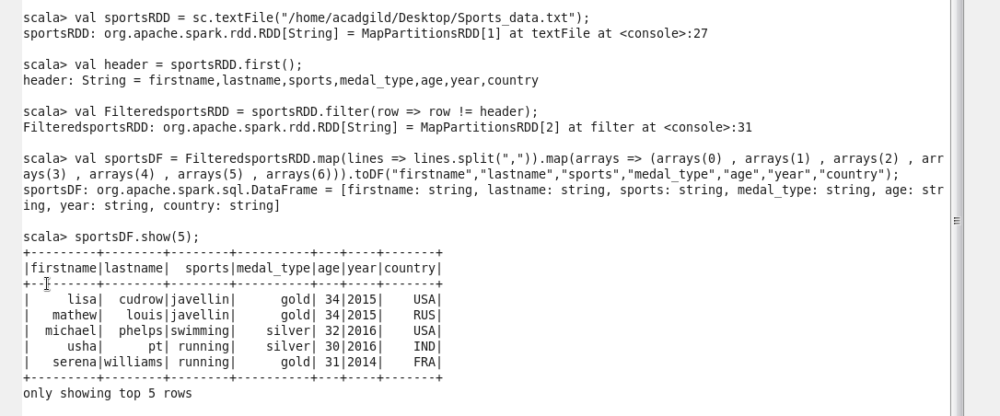 scala> val sportsRDD = sc.textFile("/home/acadgild/Desktop/Sports_data.txt");
sportsRDD: org.apache.spark.rdd.RDD[String] = MapPartitionsRDD[1] at textFile at <console>:27
scala> val header = sportsRDD.first();
header: String = firstname,lastname,sports,medal_type,age,year,country
scala> val FilteredsportsRDD = sportsRDD.filter(row => row != header);
FilteredsportsRDD: org.apache.spark.rdd.RDD[String] = MapPartitionsRDD[2] at filter at <console>:31
scala> val sportsDF = FilteredsportsRDD.map(lines => lines.split(",")).map(arrays => (arrays(0) , arrays(1) , arrays(2) , arr
ays(3) , arrays(4) , arrays(5) , arrays(6))).toDF("firstname","lastname","sports","medal_type","age","year","country");
sportsDF: org.apache.spark.sql.DataFrame = [firstname: string, lastname: string, sports: string, medal_type: string, age: str
ing, year: string, country: string]
scala> sportsDF.show(5);
+---------+--------+--------+----------+---+----+-------+
|firstname|lastname|  sports|medal_type|age|year|country|
+---------+--------+--------+----------+---+----+-------+
|     lisa|  cudrow|javellin|      gold| 34|2015|    USA|
|   mathew|   louis|javellin|      gold| 34|2015|    RUS|
|  michael|  phelps|swimming|    silver| 32|2016|    USA|
|     usha|      pt| running|    silver| 30|2016|    IND|
|   serena|williams| running|      gold| 31|2014|    FRA|
+---------+--------+--------+----------+---+----+-------+
only showing top 5 rows